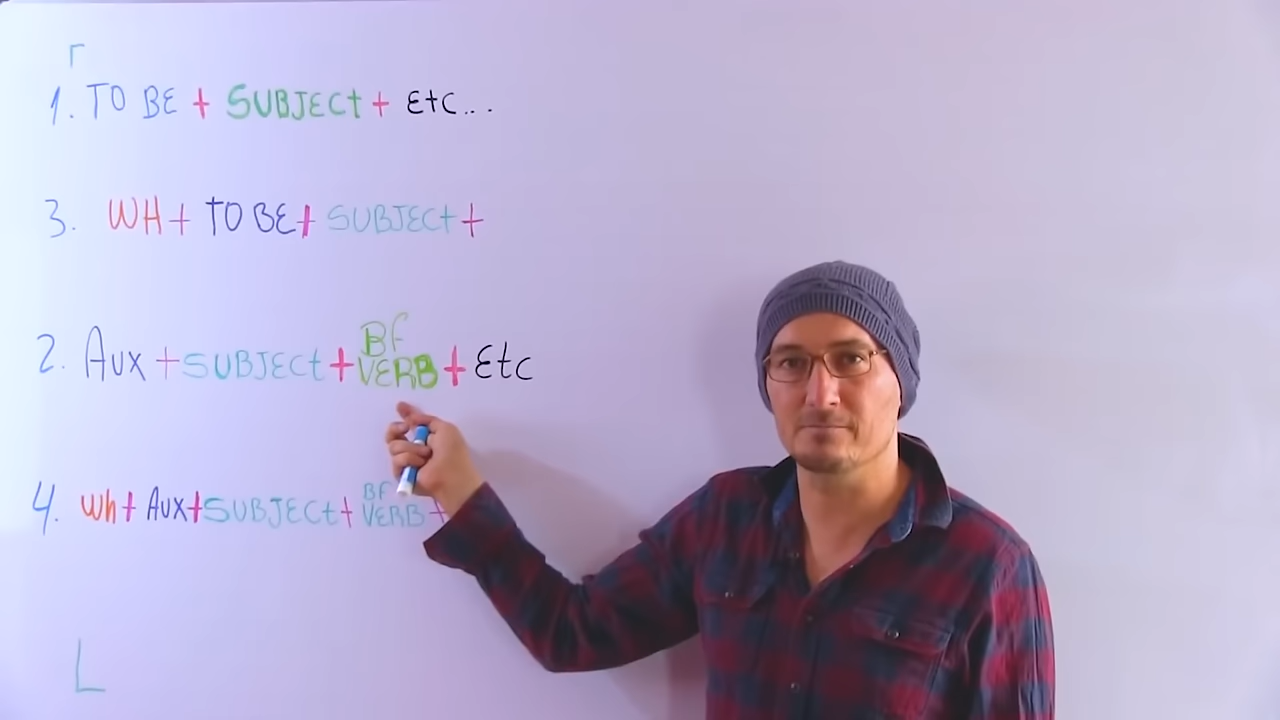 1. TO BE + SUBJECT + Etc...
3. WH + TO BE + SUBJECT +
BF
2. AUX + SUBJECT + VERB + Etc
BF
4. Wh + AUX + SUBJECT + VERB +